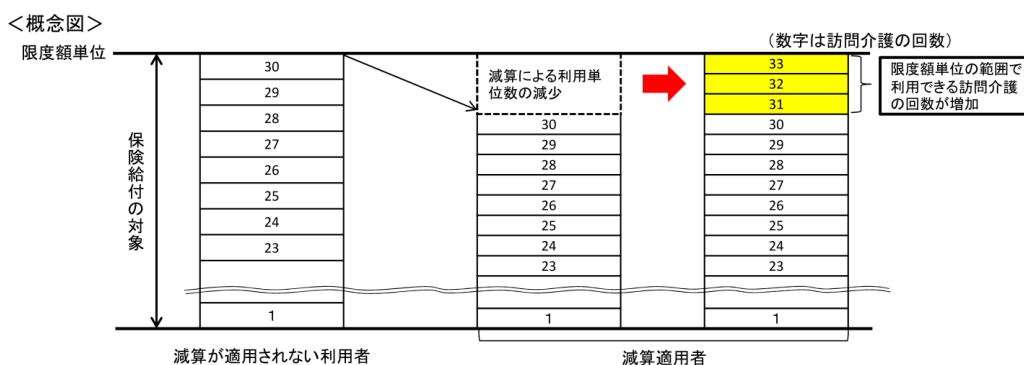 ＜概念図＞
限度額単位
（数字は訪問介護の回数）
保険給付の対象
30
29
28
27
26
25
24
23
1
減算による利用単
位数の減少
30
29
28
27
26
25
24
23
1
33
32
31
30
29
28
27
26
25
24
23
1
限度額単位の範囲で
利用できる訪問介護
の回数が増加
減算が適用されない利用者
減算適用者